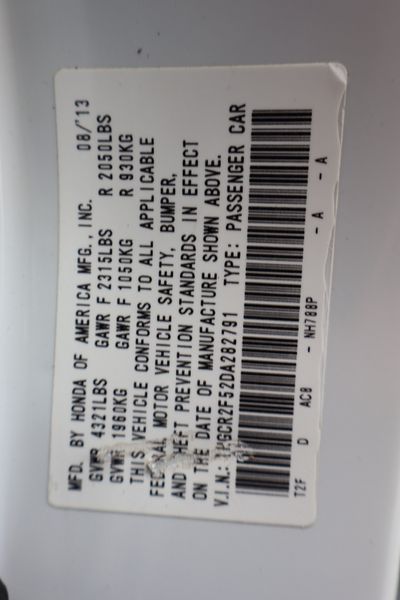 MFD. BY HONDA OF AMERICA MFG., INC. 08/13
GVWR 4321LBS GAWR F 2315LBS R 2050LBS
GVWR 1960KG GAWR F 1050KG R 930KG
THIS VEHICLE CONFORMS TO ALL APPLICABLE
FEDERAL MOTOR VEHICLE SAFETY, BUMPER,
AND THEFT PREVENTION STANDARDS IN EFFECT
ON THE DATE OF MANUFACTURE SHOWN ABOVE.
V.I.N.: 1HGCR2F52DA282791 TYPE: PASSENGER CAR
T2F D AC8 - NH788P - A - A